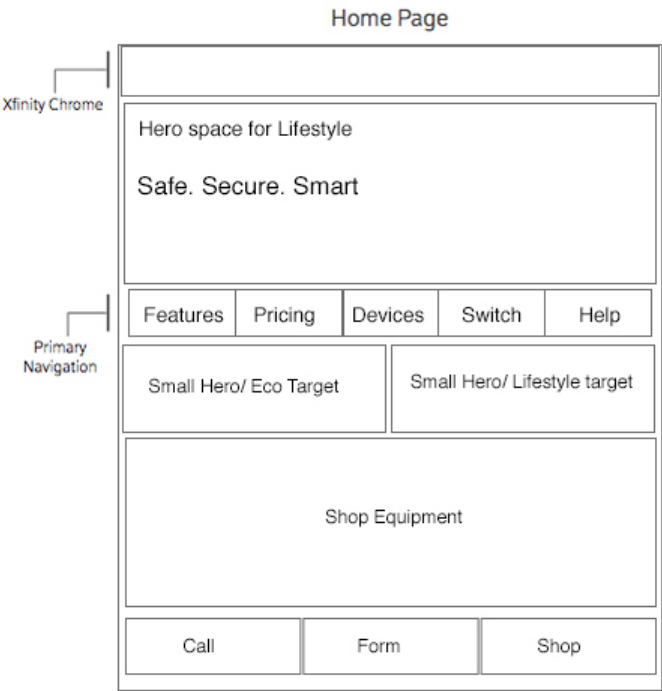 Home Page
Xfinity Chrome
Hero space for Lifestyle
Safe. Secure. Smart
Primary
Navigation
Features
Pricing
Devices
Switch
Help
Small Hero/ Eco Target
Small Hero/ Lifestyle target
Shop Equipment
Call
Form
Shop